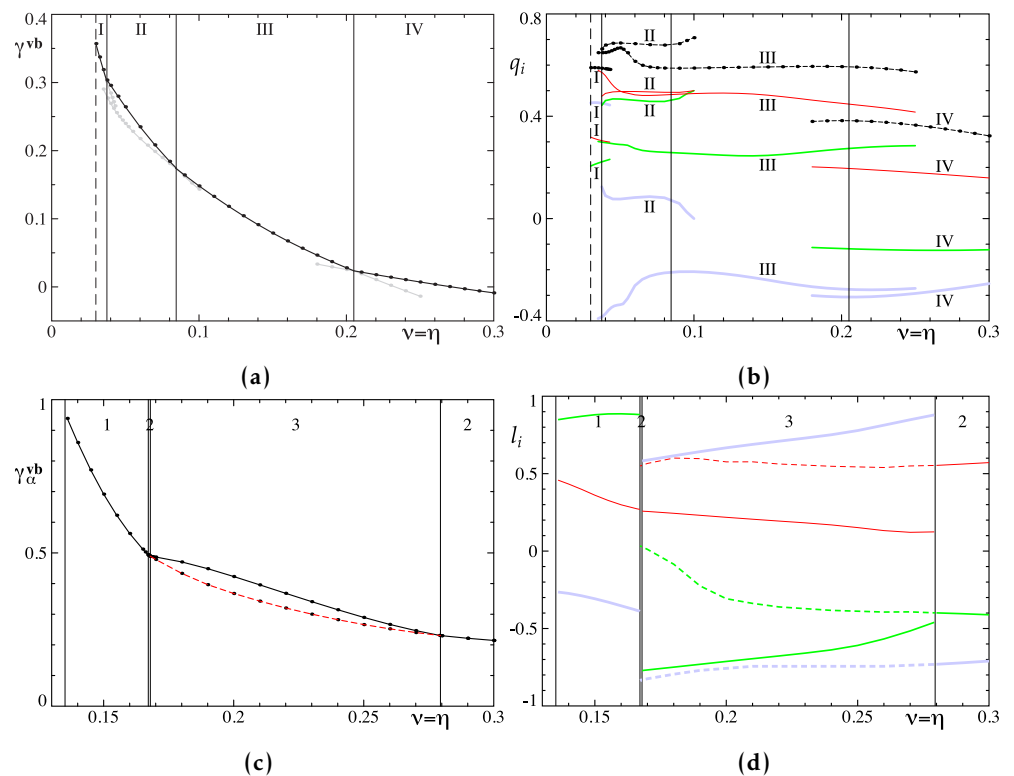 0.4
γ^vb
0.3
0.2
0.1
0
0
0.1
0.2
ν=η
0.3
I
II
III
IV
(a)
0.8
q_i
0.4
0
-0.4
0
0.1
0.2
ν=η
0.3
II
III
I
II
I
II
III
IV
I
I
III
IV
II
IV
III
IV
(b)
1
γ_α^vb
0.5
0
0.15
0.2
0.25
ν=η
0.3
1
2
3
2
(c)
1
l_i
0.5
0
-0.5
-1
0.15
0.2
0.25
ν=η
0.3
1
2
3
2
(d)